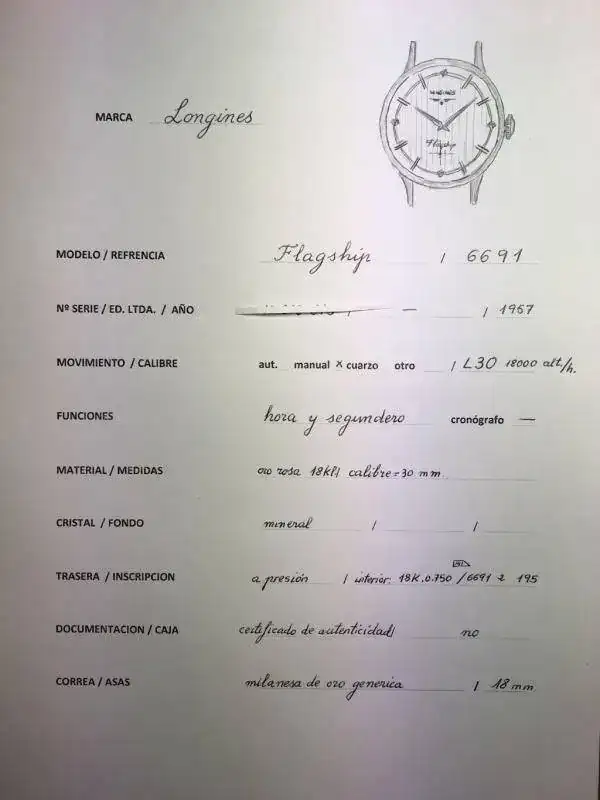 LONGINES
Flagship
MARCA Longines
MODELO / REFRENCIA Flagship / 6691
Nº SERIE / ED. LTDA. / AÑO — / 1957
MOVIMIENTO / CALIBRE aut. manual x cuarzo otro / L30 18000 alt/h.
FUNCIONES hora y segundero cronógrafo —
MATERIAL / MEDIDAS oro rosa 18kl/ calibre=30 mm
CRISTAL / FONDO mineral / /
TRASERA / INSCRIPCION a presión / interior: 18K.0.750 /6691 2 195
DOCUMENTACION / CAJA certificado de autenticidad/ no
CORREA / ASAS milanesa de oro generica / 18 mm